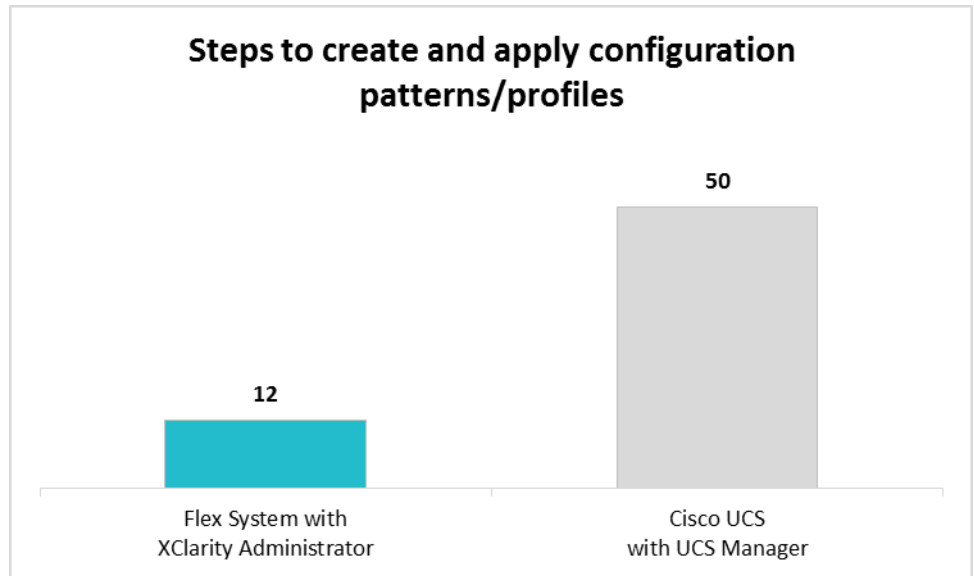 Steps to create and apply configuration
patterns/profiles
50
12
Flex System with
XClarity Administrator
Cisco UCS
with UCS Manager